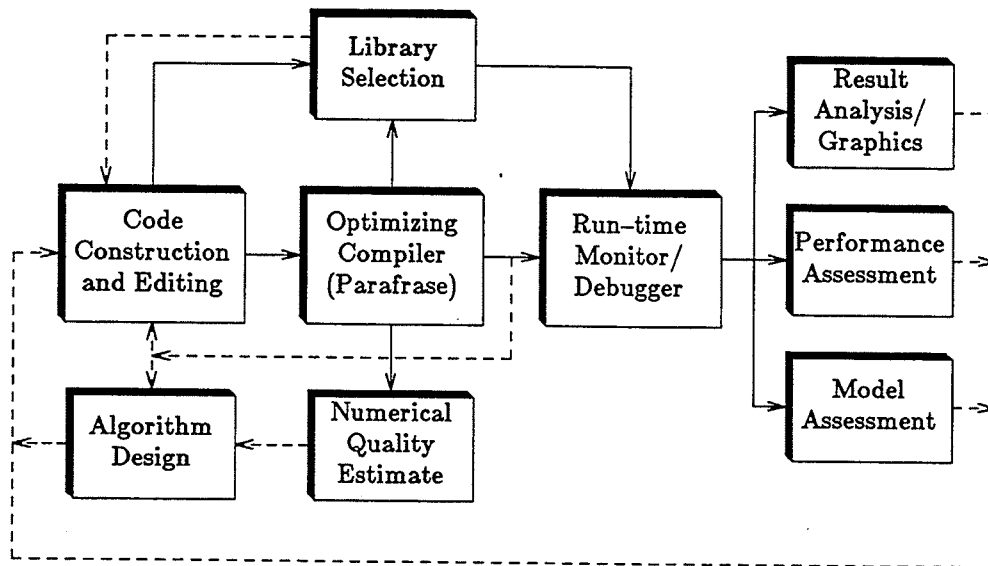 Library
Selection
Result
Analysis/
Graphics
Code
Construction
and Editing
Optimizing
Compiler
(Parafrase)
Run–time
Monitor/
Debugger
Performance
Assessment
Algorithm
Design
Numerical
Quality
Estimate
Model
Assessment